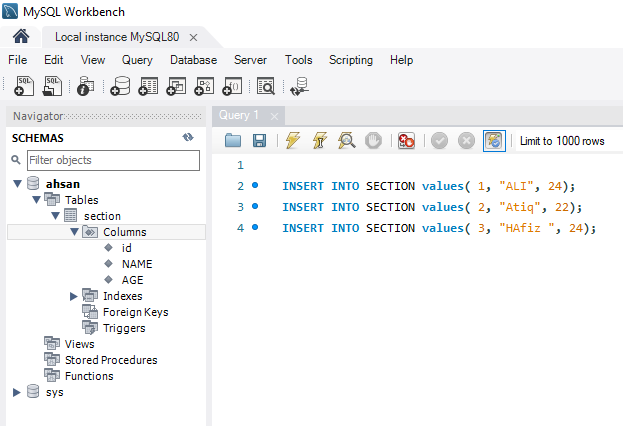 MySQL Workbench
Local instance MySQL80 ×
File Edit View Query Database Server Tools Scripting Help
SQL SQL
Navigator
SCHEMAS
Filter objects
ahsan
Tables
section
Columns
id
NAME
AGE
Indexes
Foreign Keys
Triggers
Views
Stored Procedures
Functions
sys
Query 1 ×
Limit to 1000 rows
1
2 INSERT INTO SECTION values( 1, "ALI", 24);
3 INSERT INTO SECTION values( 2, "Atiq", 22);
4 INSERT INTO SECTION values( 3, "HAfiz ", 24);